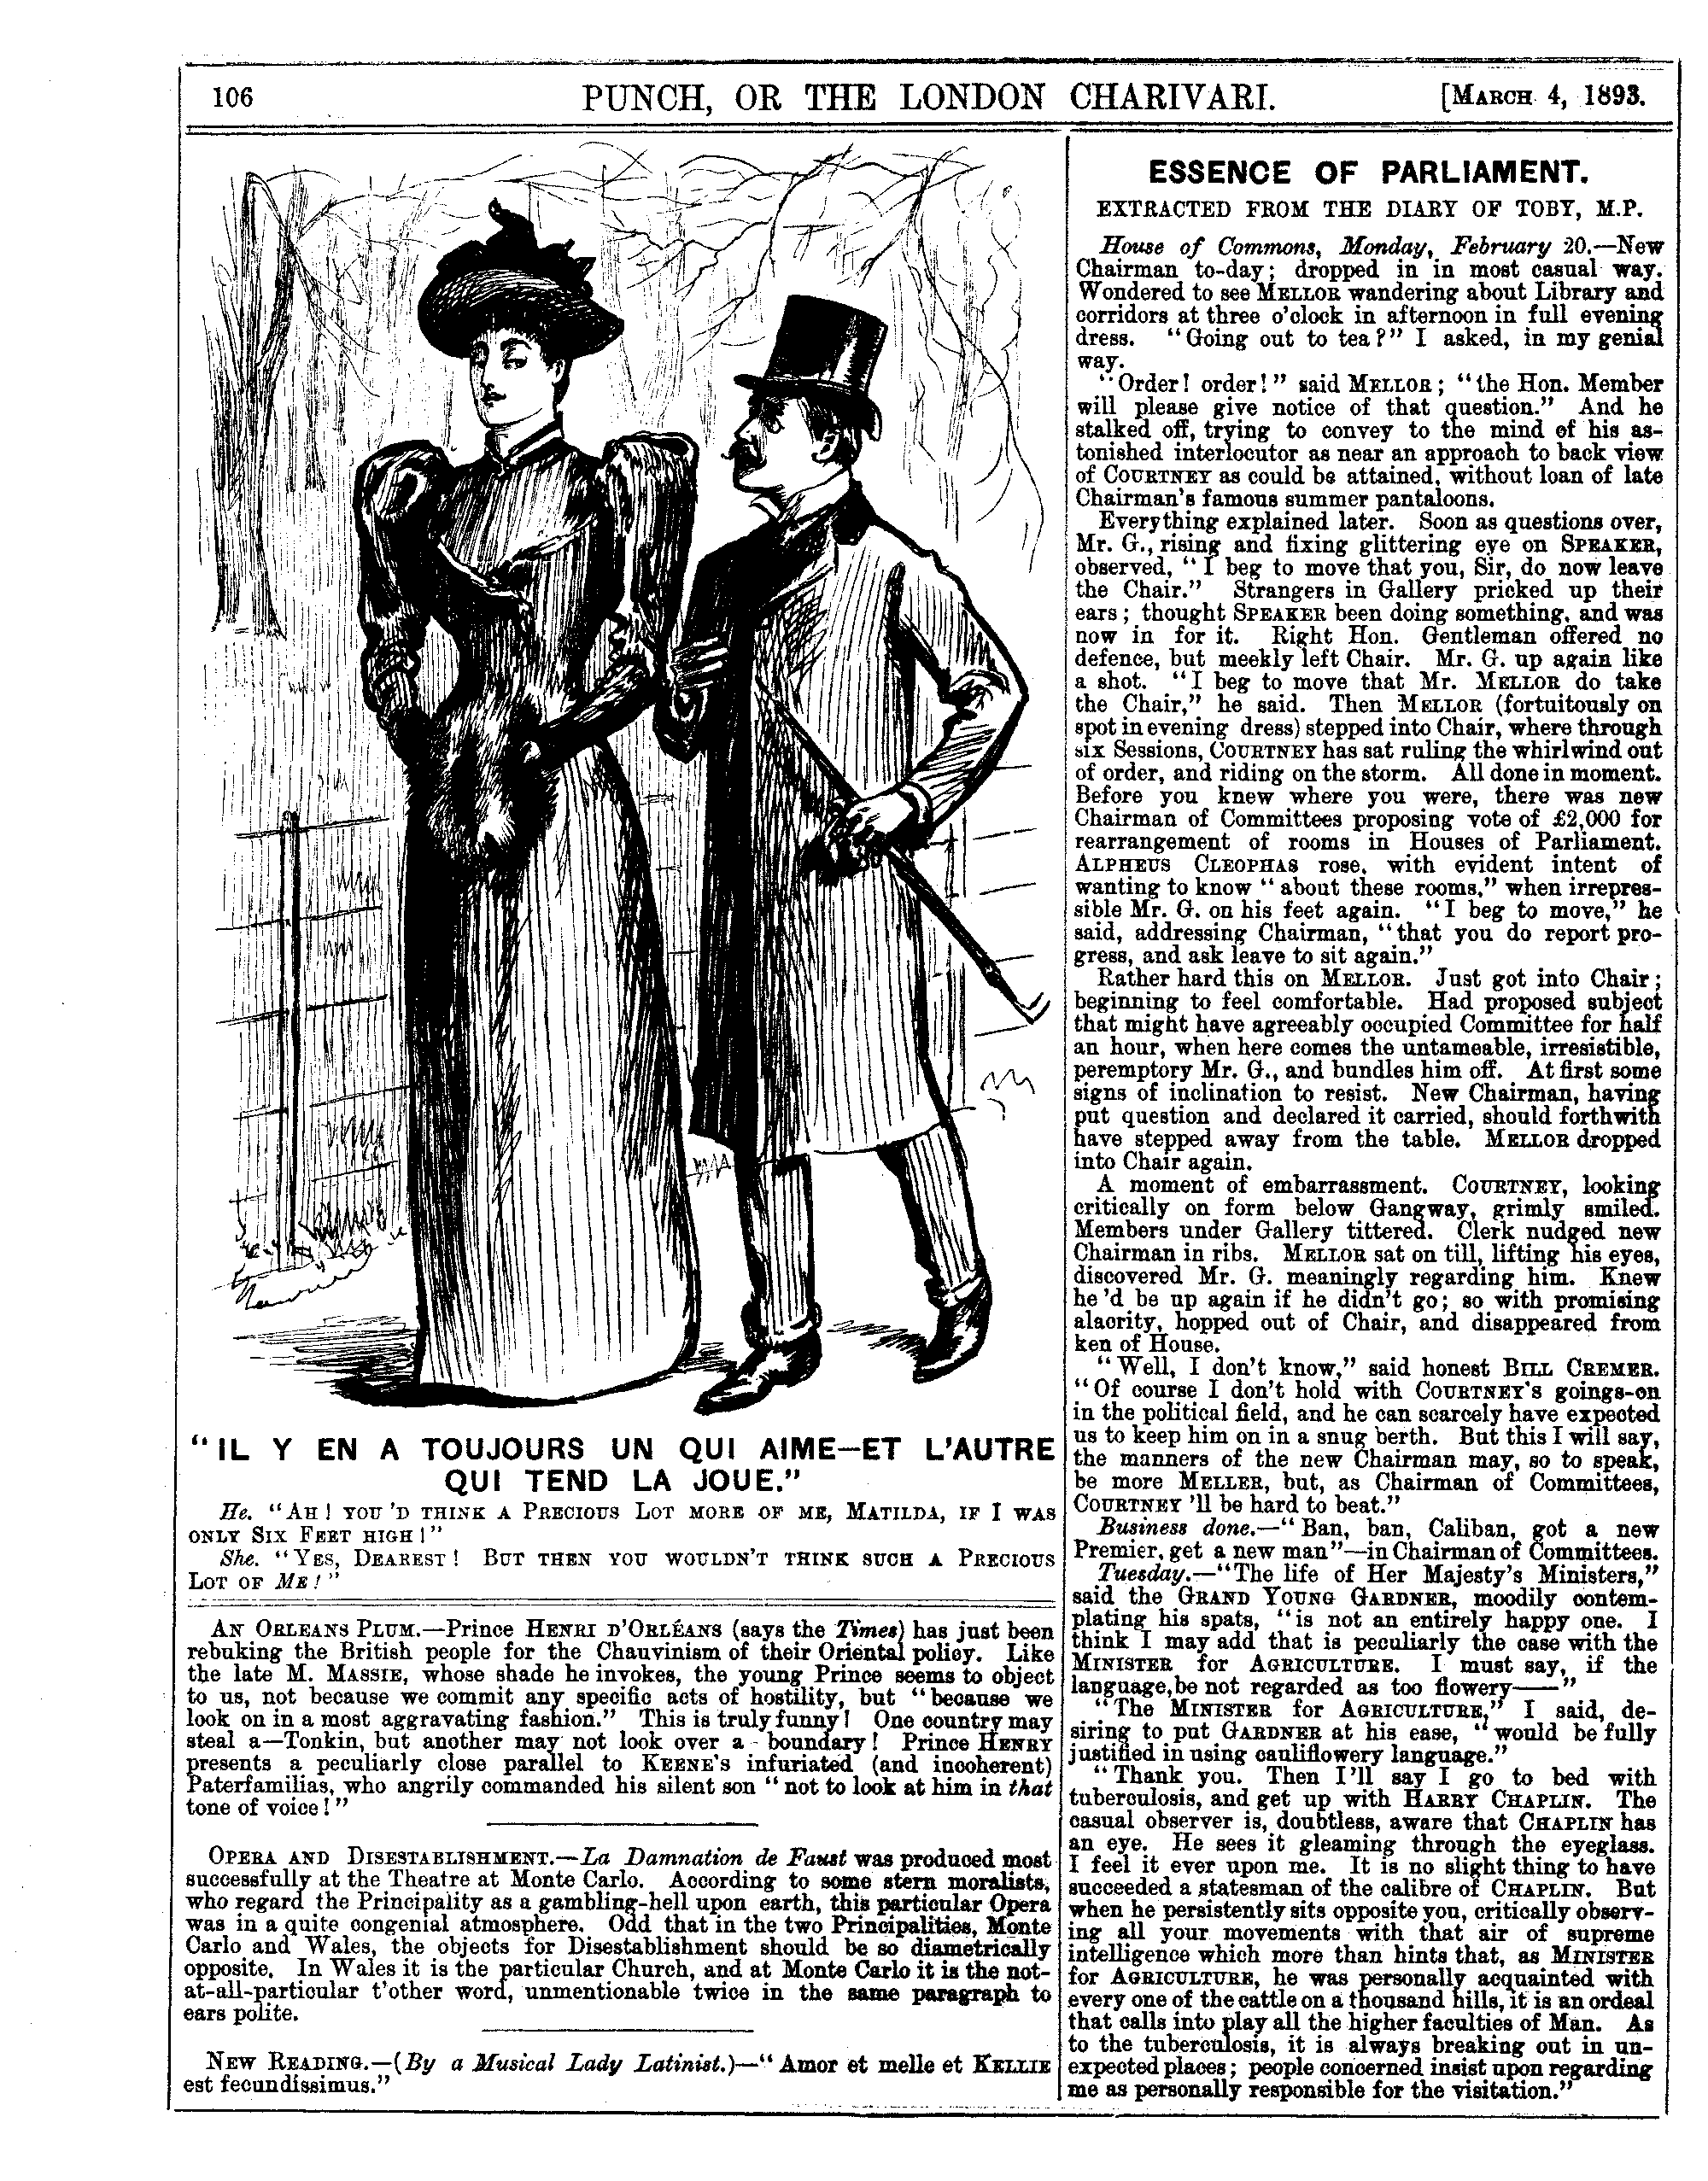 106
PUNCH, OR THE LONDON CHARIVARI.
[MARCH 4, 1893.
"IL Y EN A TOUJOURS UN QUI AIME—ET L'AUTRE
QUI TEND LA JOUE."
He. "AH! YOU'D THINK A PRECIOUS LOT MORE OF ME, MATILDA, IF I WAS
ONLY SIX FEET HIGH!"
She. "YES, DEAREST! BUT THEN YOU WOULDN'T THINK SUCH A PRECIOUS
LOT OF ME!"
AN ORLEANS PLUM.—Prince HENRI D'ORLÉANS (says the Times) has just been
rebuking the British people for the Chauvinism of their Oriental policy. Like
the late M. MASSIE, whose shade he invokes, the young Prince seems to object
to us, not because we commit any specific acts of hostility, but "because we
look on in a most aggravating fashion." This is truly funny! One country may
steal a—Tonkin, but another may not look over a boundary! Prince HENRY
presents a peculiarly close parallel to KEENE'S infuriated (and incoherent)
Paterfamilias, who angrily commanded his silent son "not to look at him in that
tone of voice!"
OPERA AND DISESTABLISHMENT.—La Damnation de Faust was produced most
successfully at the Theatre at Monte Carlo. According to some stern moralists,
who regard the Principality as a gambling-hell upon earth, this particular Opera
was in a quite congenial atmosphere. Odd that in the two Principalities, Monte
Carlo and Wales, the objects for Disestablishment should be so diametrically
opposite. In Wales it is the particular Church, and at Monte Carlo it is the not-
at-all-particular t'other word, unmentionable twice in the same paragraph to
ears polite.
NEW READING.—(By a Musical Lady Latinist.)—"Amor et melle et KELLIE
est fecundissimus."
ESSENCE OF PARLIAMENT.
EXTRACTED FROM THE DIARY OF TOBY, M.P.
House of Commons, Monday, February 20.—New
Chairman to-day; dropped in in most casual way.
Wondered to see MELLOR wandering about Library and
corridors at three o'clock in afternoon in full evening
dress. "Going out to tea?" I asked, in my genial
way.
"Order! order!" said MELLOR; "the Hon. Member
will please give notice of that question." And he
stalked off, trying to convey to the mind of his as-
tonished interlocutor as near an approach to back view
of COURTNEY as could be attained, without loan of late
Chairman's famous summer pantaloons.
Everything explained later. Soon as questions over,
Mr. G., rising and fixing glittering eye on SPEAKER,
observed, "I beg to move that you, Sir, do now leave
the Chair." Strangers in Gallery pricked up their
ears; thought SPEAKER been doing something, and was
now in for it. Right Hon. Gentleman offered no
defence, but meekly left Chair. Mr. G. up again like
a shot. "I beg to move that Mr. MELLOR do take
the Chair," he said. Then MELLOR (fortuitously on
spot in evening dress) stepped into Chair, where through
six Sessions, COURTNEY has sat ruling the whirlwind out
of order, and riding on the storm. All done in moment.
Before you knew where you were, there was new
Chairman of Committees proposing vote of £2,000 for
rearrangement of rooms in Houses of Parliament.
ALPHEUS CLEOPHAS rose, with evident intent of
wanting to know "about these rooms," when irrepres-
sible Mr. G. on his feet again. "I beg to move," he
said, addressing Chairman, "that you do report pro-
gress, and ask leave to sit again."
Rather hard this on MELLOR. Just got into Chair;
beginning to feel comfortable. Had proposed subject
that might have agreeably occupied Committee for half
an hour, when here comes the untameable, irresistible,
peremptory Mr. G., and bundles him off. At first some
signs of inclination to resist. New Chairman, having
put question and declared it carried, should forthwith
have stepped away from the table. MELLOR dropped
into Chair again.
A moment of embarrassment. COURTNEY, looking
critically on form below Gangway, grimly smiled.
Members under Gallery tittered. Clerk nudged new
Chairman in ribs. MELLOR sat on till, lifting his eyes,
discovered Mr. G. meaningly regarding him. Knew
he'd be up again if he didn't go; so with promising
alacrity, hopped out of Chair, and disappeared from
ken of House.
"Well, I don't know," said honest BILL CREMER.
"Of course I don't hold with COURTNEY'S goings-on
in the political field, and he can scarcely have expected
us to keep him on in a snug berth. But this I will say,
the manners of the new Chairman may, so to speak,
be more MELLER, but, as Chairman of Committees,
COURTNEY'll be hard to beat."
Business done.—"Ban, ban, Caliban, got a new
Premier, get a new man"—in Chairman of Committees.
Tuesday.—"The life of Her Majesty's Ministers,"
said the GRAND YOUNG GARDNER, moodily contem-
plating his spats, "is not an entirely happy one. I
think I may add that is peculiarly the case with the
MINISTER for AGRICULTURE. I must say, if the
language, be not regarded as too flowery——"
"The MINISTER for AGRICULTURE," I said, de-
siring to put GARDNER at his ease, "would be fully
justified in using cauliflowery language."
"Thank you. Then I'll say I go to bed with
tuberculosis, and get up with HARRY CHAPLIN. The
casual observer is, doubtless, aware that CHAPLIN has
an eye. He sees it gleaming through the eyeglass.
I feel it ever upon me. It is no slight thing to have
succeeded a statesman of the calibre of CHAPLIN. But
when he persistently sits opposite you, critically observ-
ing all your movements with that air of supreme
intelligence which more than hints that, as MINISTER
for AGRICULTURE, he was personally acquainted with
every one of the cattle on a thousand hills, it is an ordeal
that calls into play all the higher faculties of Man. As
to the tuberculosis, it is always breaking out in un-
expected places; people concerned insist upon regarding
me as personally responsible for the visitation."